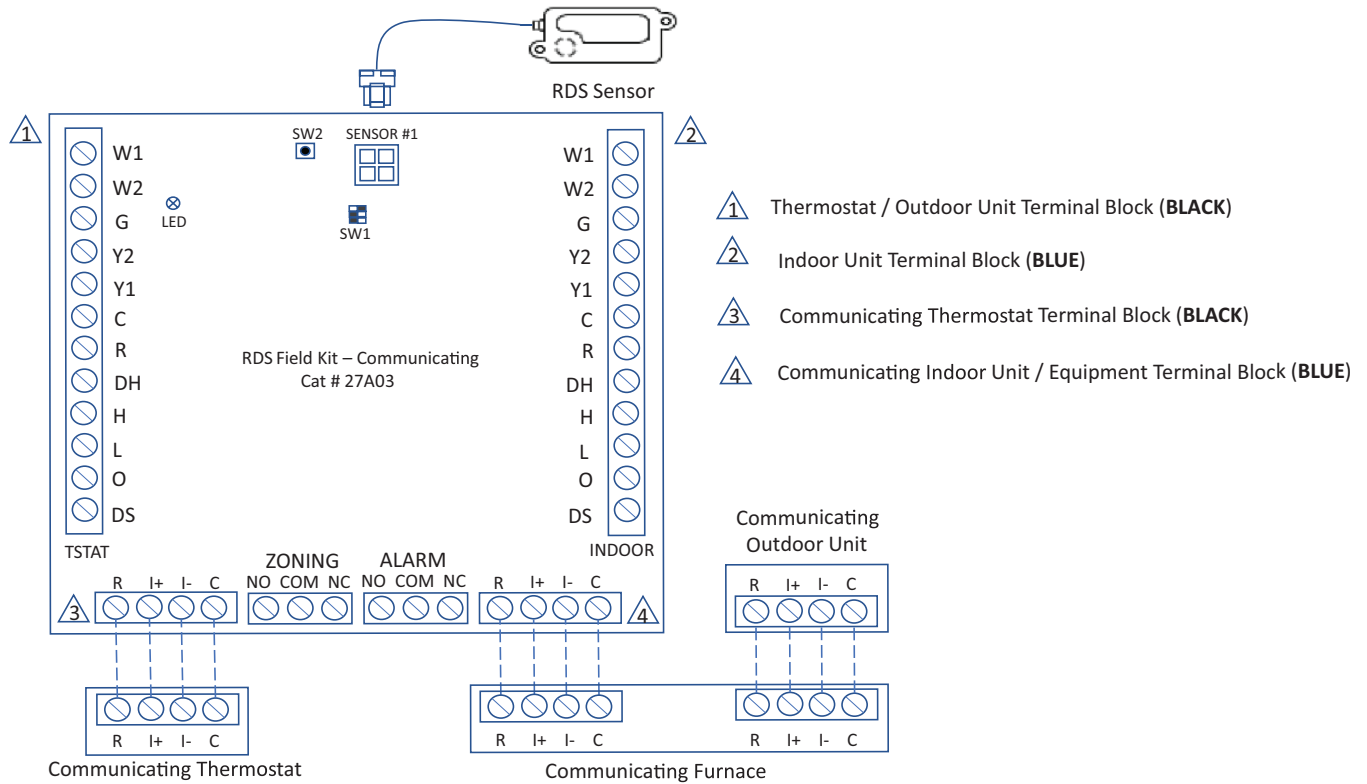 RDS Sensor
1
2
SW2
SENSOR #1
W1
W2
G
Y2
Y1
C
R
DH
H
L
O
DS
TSTAT
LED
SW1
RDS Field Kit – Communicating
Cat # 27A03
W1
W2
G
Y2
Y1
C
R
DH
H
L
O
DS
INDOOR
1 Thermostat / Outdoor Unit Terminal Block (BLACK)
2 Indoor Unit Terminal Block (BLUE)
3 Communicating Thermostat Terminal Block (BLACK)
4 Communicating Indoor Unit / Equipment Terminal Block (BLUE)
ZONING
ALARM
3
R I+ I- C
NO COM NC
NO COM NC
R I+ I- C
4
Communicating
Outdoor Unit
R I+ I- C
R I+ I- C
Communicating Thermostat
R I+ I- C
R I+ I- C
Communicating Furnace